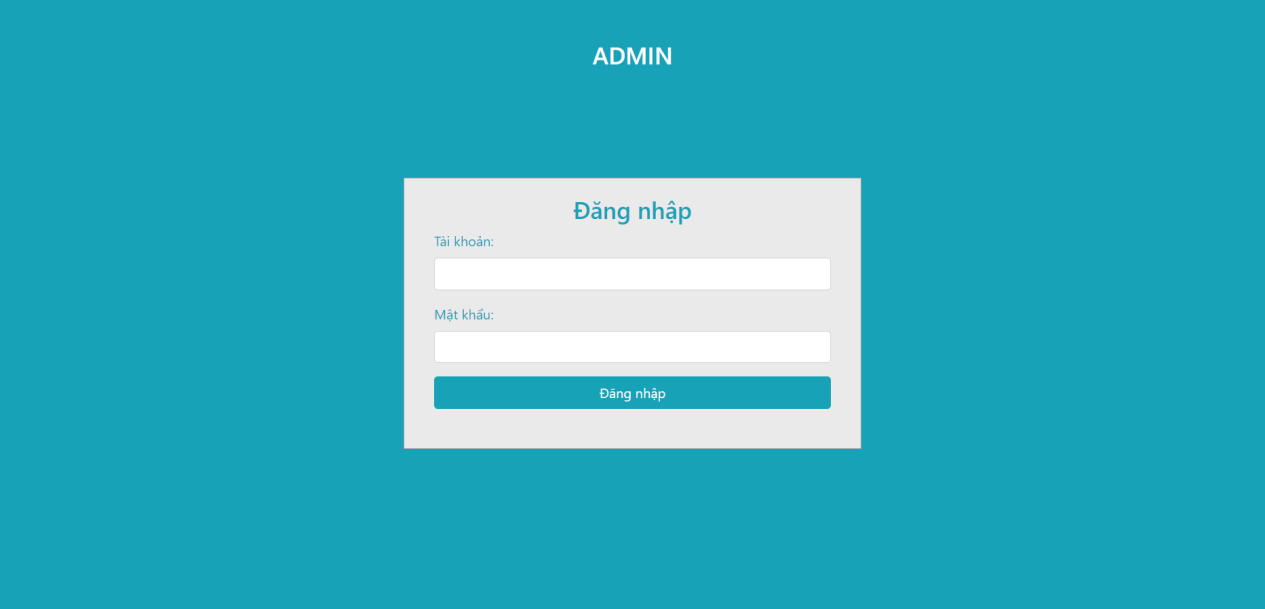 ADMIN
Đăng nhập
Tài khoản:
Mật khẩu:
Đăng nhập